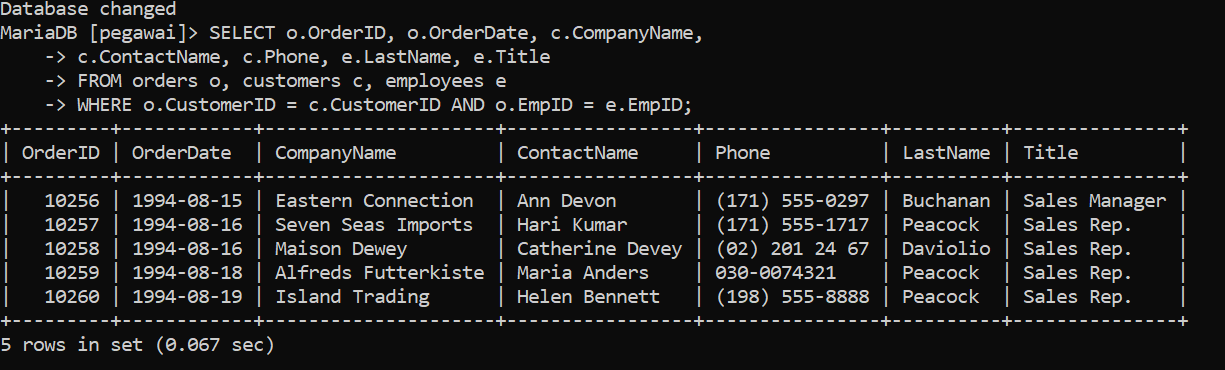 Database changed
MariaDB [pegawai]> SELECT o.OrderID, o.OrderDate, c.CompanyName,
    -> c.ContactName, c.Phone, e.LastName, e.Title
    -> FROM orders o, customers c, employees e
    -> WHERE o.CustomerID = c.CustomerID AND o.EmpID = e.EmpID;
+---------+------------+--------------------+-----------------+----------------+----------+---------------+
| OrderID | OrderDate  | CompanyName        | ContactName     | Phone          | LastName | Title         |
+---------+------------+--------------------+-----------------+----------------+----------+---------------+
|   10256 | 1994-08-15 | Eastern Connection | Ann Devon       | (171) 555-0297 | Buchanan | Sales Manager |
|   10257 | 1994-08-16 | Seven Seas Imports | Hari Kumar      | (171) 555-1717 | Peacock  | Sales Rep.    |
|   10258 | 1994-08-16 | Maison Dewey       | Catherine Devey | (02) 201 24 67 | Daviolio | Sales Rep.    |
|   10259 | 1994-08-18 | Alfreds Futterkiste | Maria Anders    | 030-0074321    | Peacock  | Sales Rep.    |
|   10260 | 1994-08-19 | Island Trading     | Helen Bennett   | (198) 555-8888 | Peacock  | Sales Rep.    |
+---------+------------+--------------------+-----------------+----------------+----------+---------------+
5 rows in set (0.067 sec)